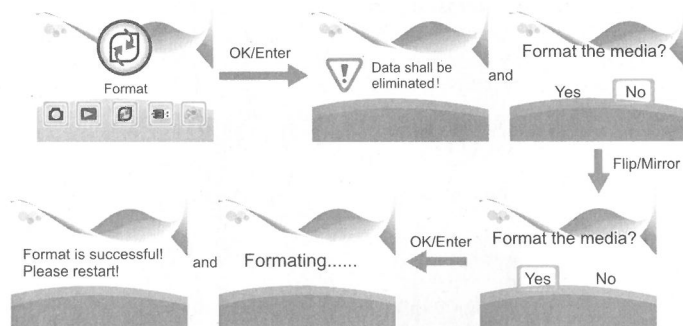 Format
OK/Enter
Data shall be
eliminated!
and
Format the media?
Yes No
Flip/Mirror
Format the media?
Yes No
OK/Enter
Formating......
and
Format is successful!
Please restart!